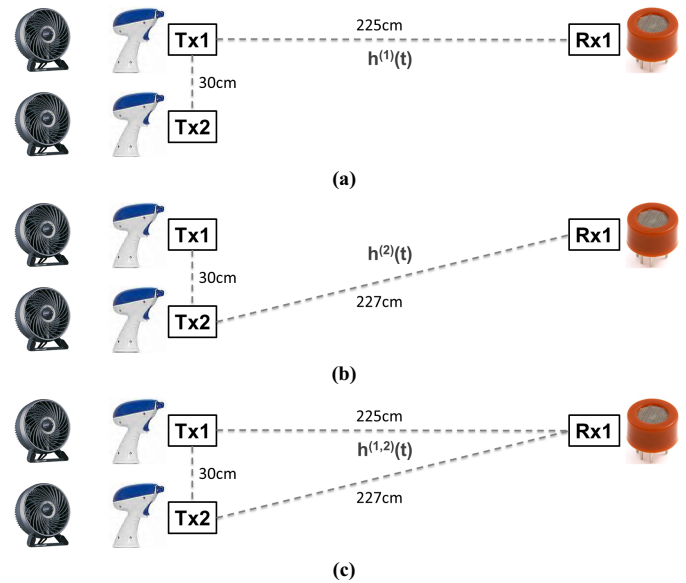 225cm
Tx1
Rx1
h(1)(t)
30cm
Tx2
(a)
Tx1
Rx1
h(2)(t)
30cm
227cm
Tx2
(b)
225cm
Tx1
Rx1
h(1,2)(t)
30cm
227cm
Tx2
(c)